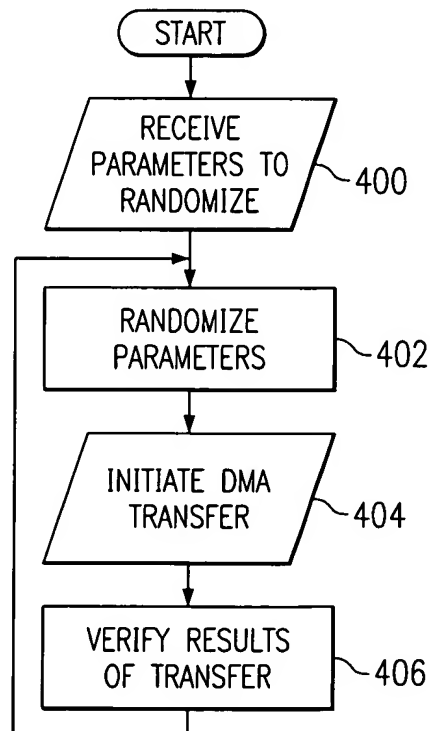 START
RECEIVE
PARAMETERS TO
RANDOMIZE
400
RANDOMIZE
PARAMETERS
402
INITIATE DMA
TRANSFER
404
VERIFY RESULTS
OF TRANSFER
406